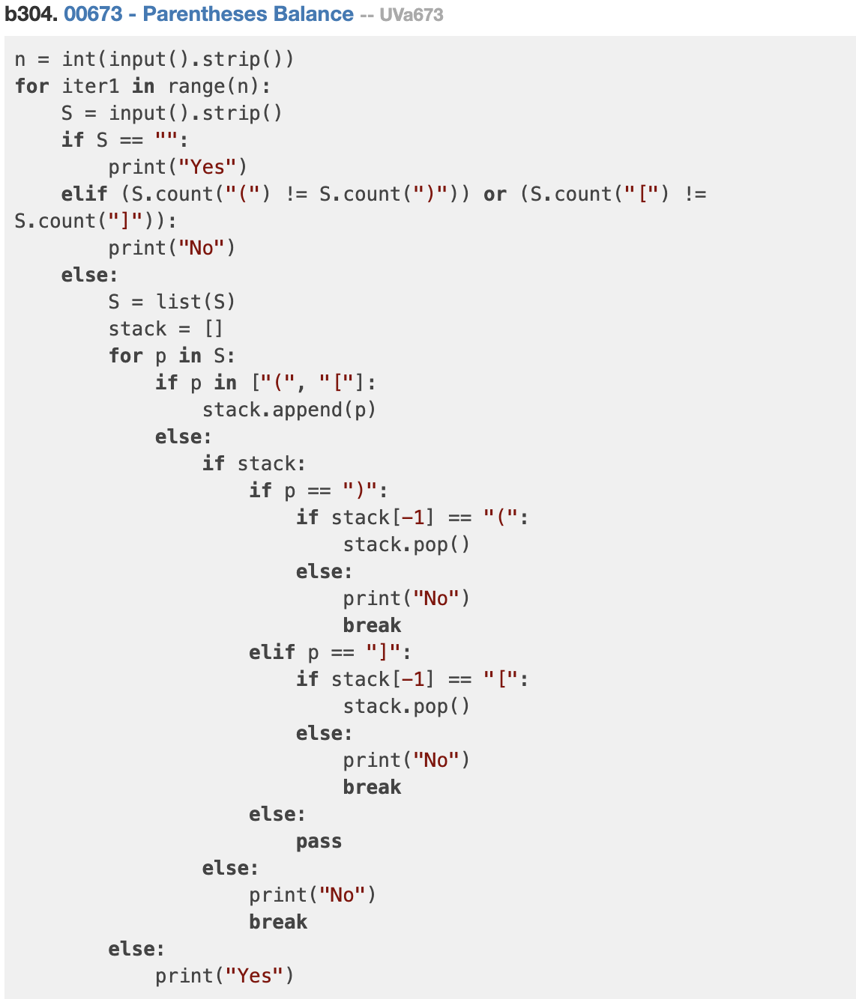 b304. 00673 - Parentheses Balance -- UVa673
n = int(input().strip())
for iter1 in range(n):
    S = input().strip()
    if S == "":
        print("Yes")
    elif (S.count("(") != S.count(")")) or (S.count("[") !=
S.count("]")):
        print("No")
    else:
        S = list(S)
        stack = []
        for p in S:
            if p in ["(", "["]:
                stack.append(p)
            else:
                if stack:
                    if p == ")":
                        if stack[-1] == "(":
                            stack.pop()
                        else:
                            print("No")
                            break
                    elif p == "]":
                        if stack[-1] == "[":
                            stack.pop()
                        else:
                            print("No")
                            break
                    else:
                        pass
                else:
                    print("No")
                    break
        else:
            print("Yes")